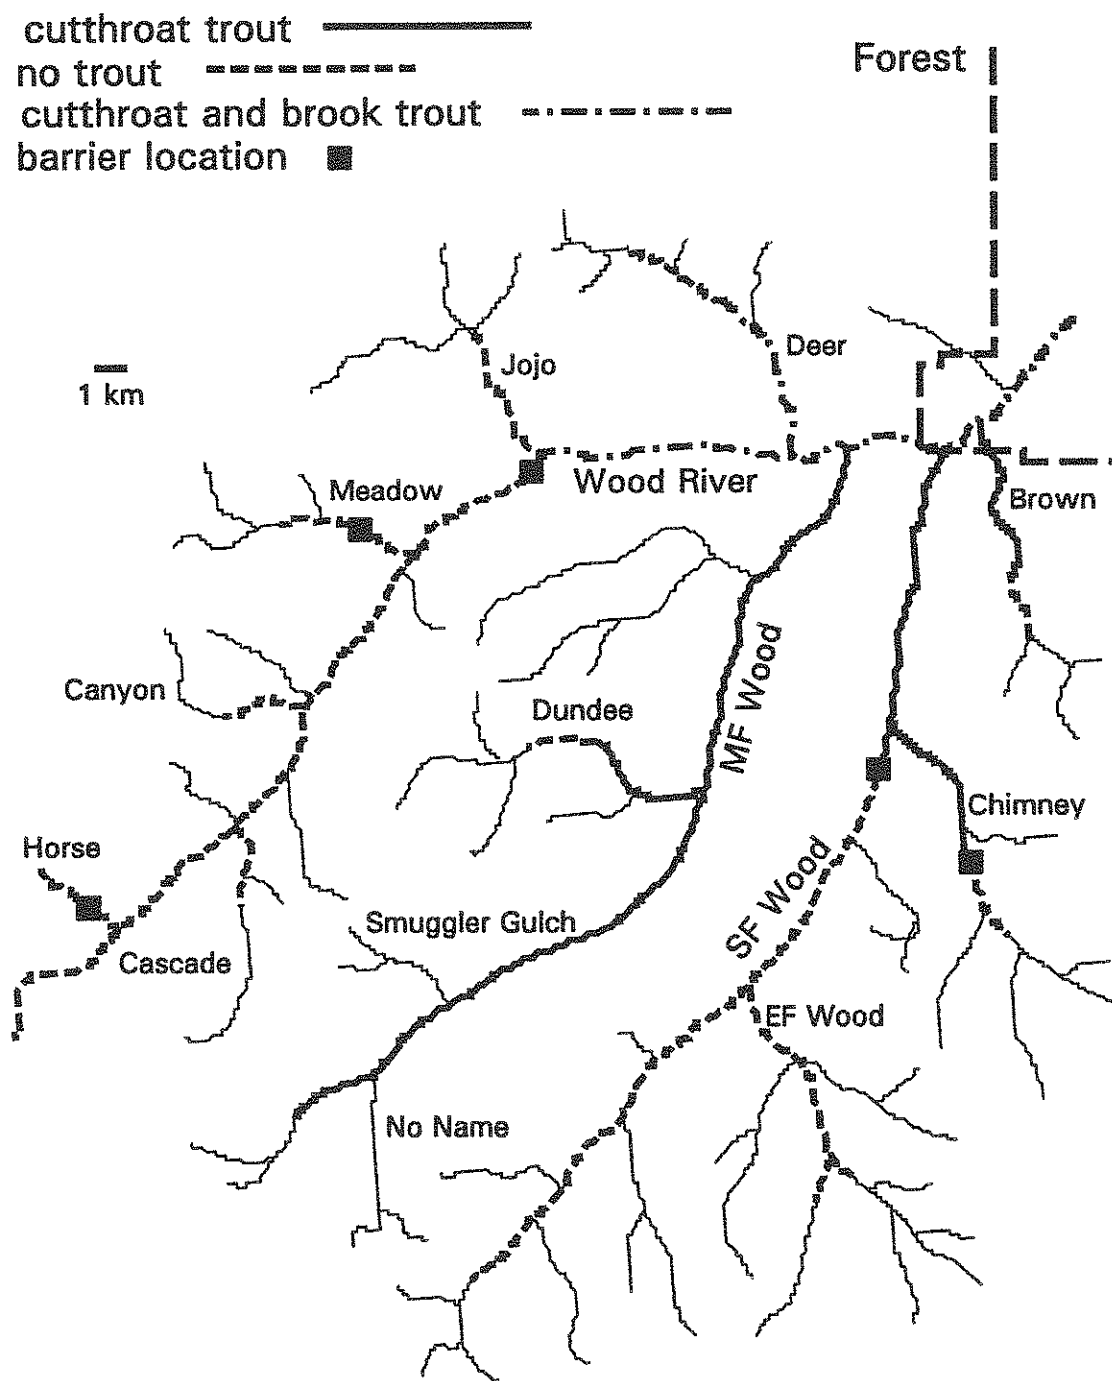 cutthroat trout
no trout
cutthroat and brook trout
barrier location
Forest
Deer
Jojo
1 km
Wood River
Meadow
Brown
MF Wood
Canyon
Dundee
Chimney
Horse
SF Wood
Smuggler Gulch
Cascade
EF Wood
No Name